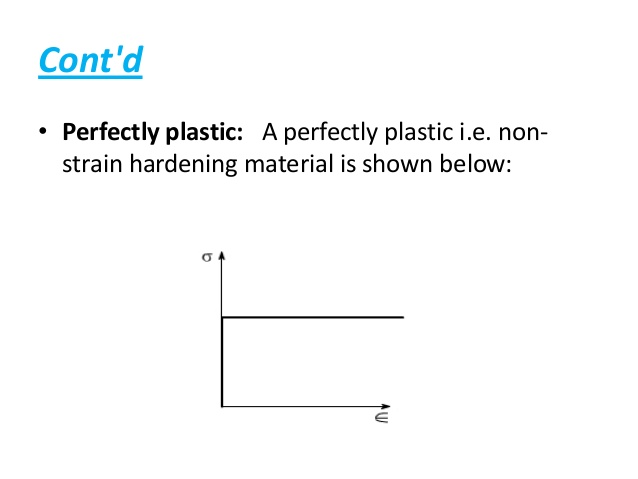 Cont'd
• Perfectly plastic: A perfectly plastic i.e. non-
strain hardening material is shown below:
σ
∈